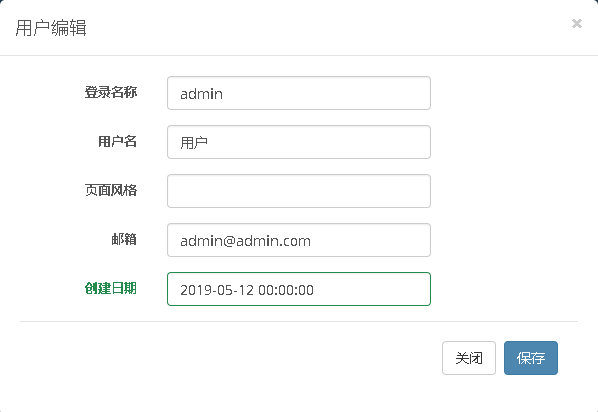 用户编辑
×
登录名称 admin
用户名 用户
页面风格
邮箱 admin@admin.com
创建日期 2019-05-12 00:00:00
关闭 保存